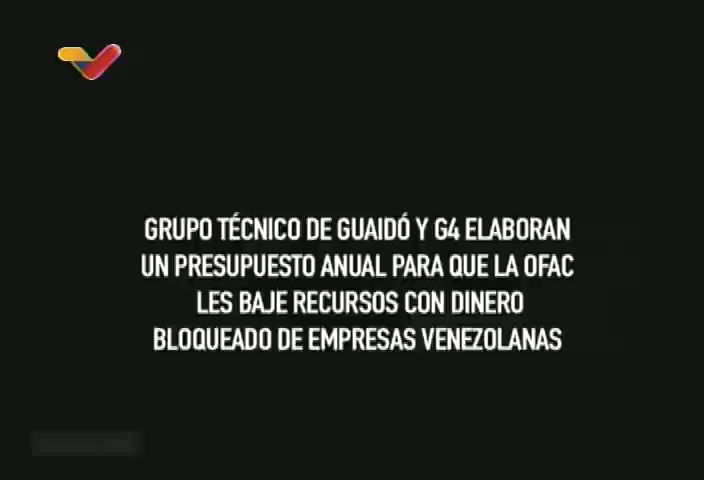 GRUPO TÉCNICO DE GUAIDÓ Y G4 ELABORAN
UN PRESUPUESTO ANUAL PARA QUE LA OFAC
LES BAJE RECURSOS CON DINERO
BLOQUEADO DE EMPRESAS VENEZOLANAS